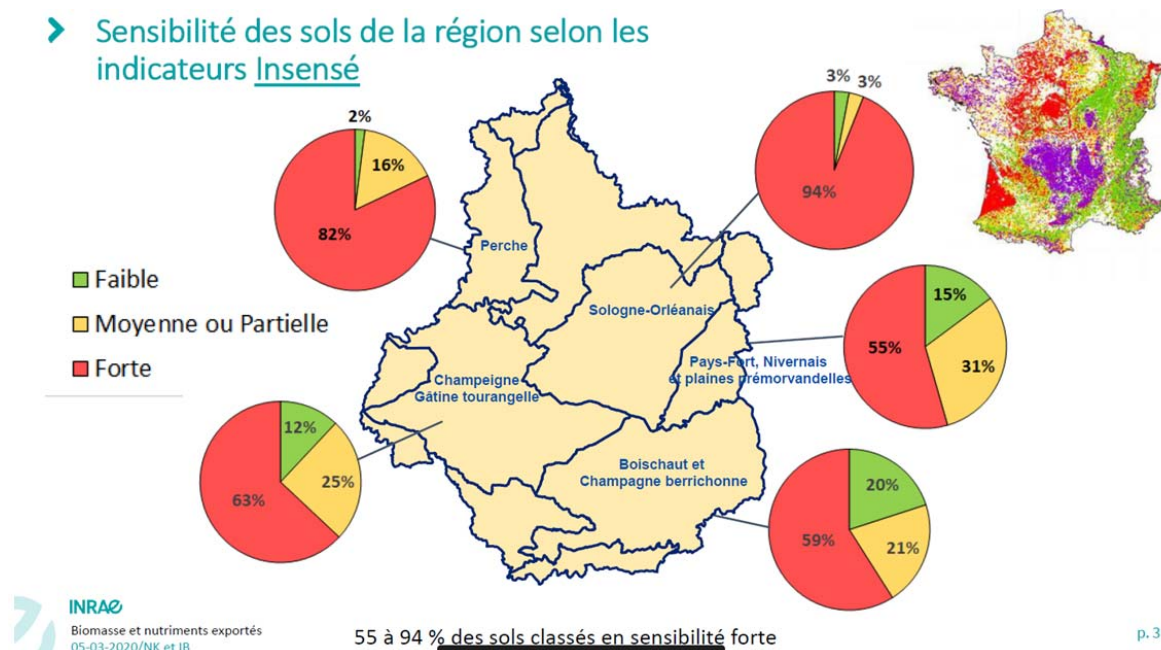 Sensibilité des sols de la région selon les
indicateurs Insensé
2%
16%
82%
3%
3%
94%
Perche
Faible
Moyenne ou Partielle
Forte
Sologne-Orléanais
15%
55%
31%
Pays-Fort, Nivernais
et plaines prémorvandelles
Champeigne
Gâtine tourangelle
12%
25%
63%
Boischaut et
Champagne berrichonne
20%
59%
21%
INRAE
Biomasse et nutriments exportés
05-03-2020/NK et IB
55 à 94 % des sols classés en sensibilité forte
p. 3